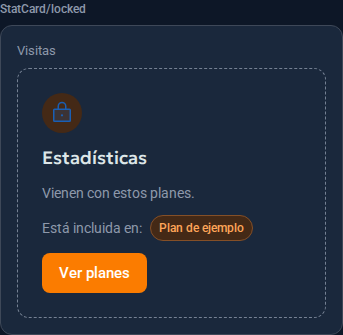 StatCard/locked
Visitas
Estadísticas
Vienen con estos planes.
Está incluida en: Plan de ejemplo
Ver planes